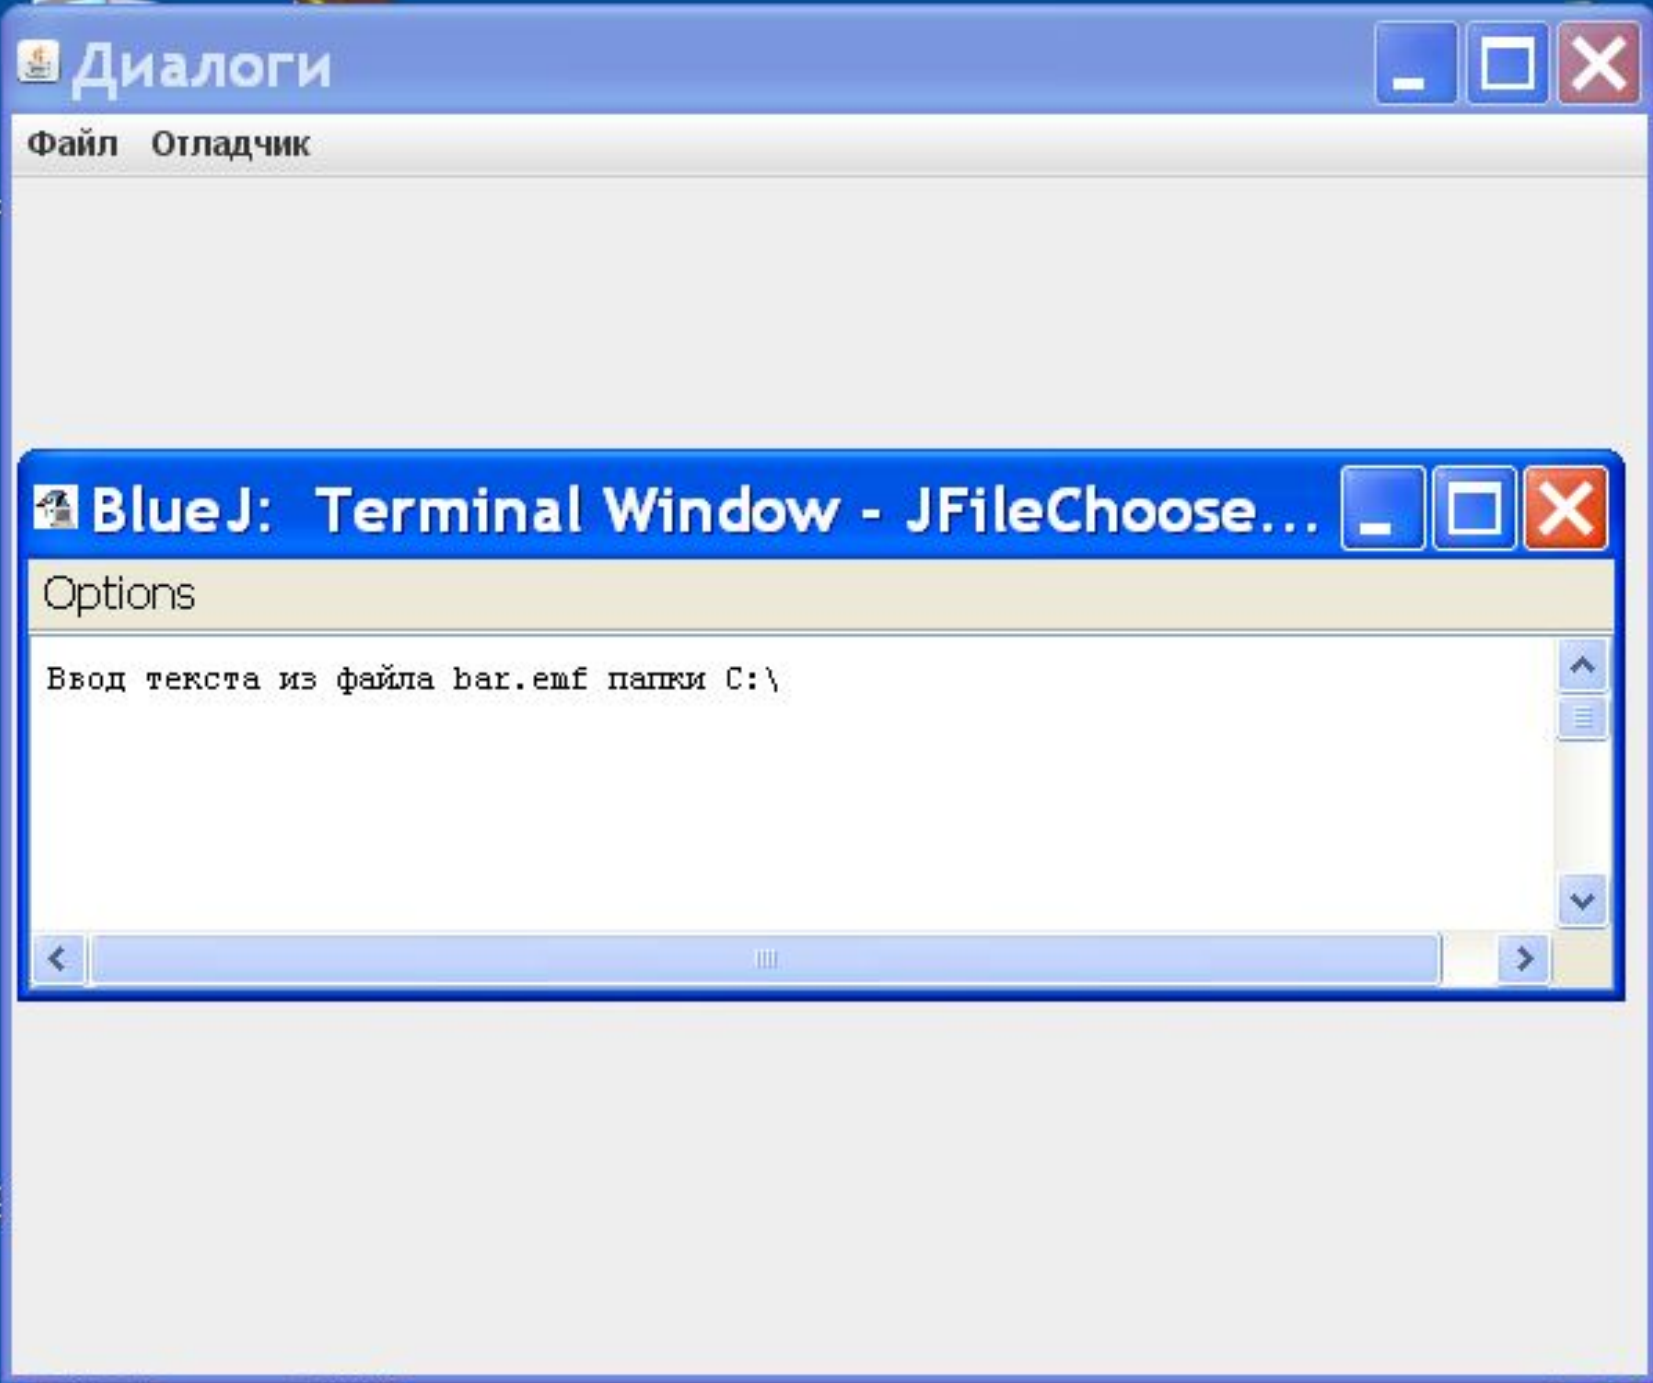 Диалоги
Файл Отладчик
BlueJ: Terminal Window - JFileChoose...
Options
Ввод текста из файла bar.emf папки C:\